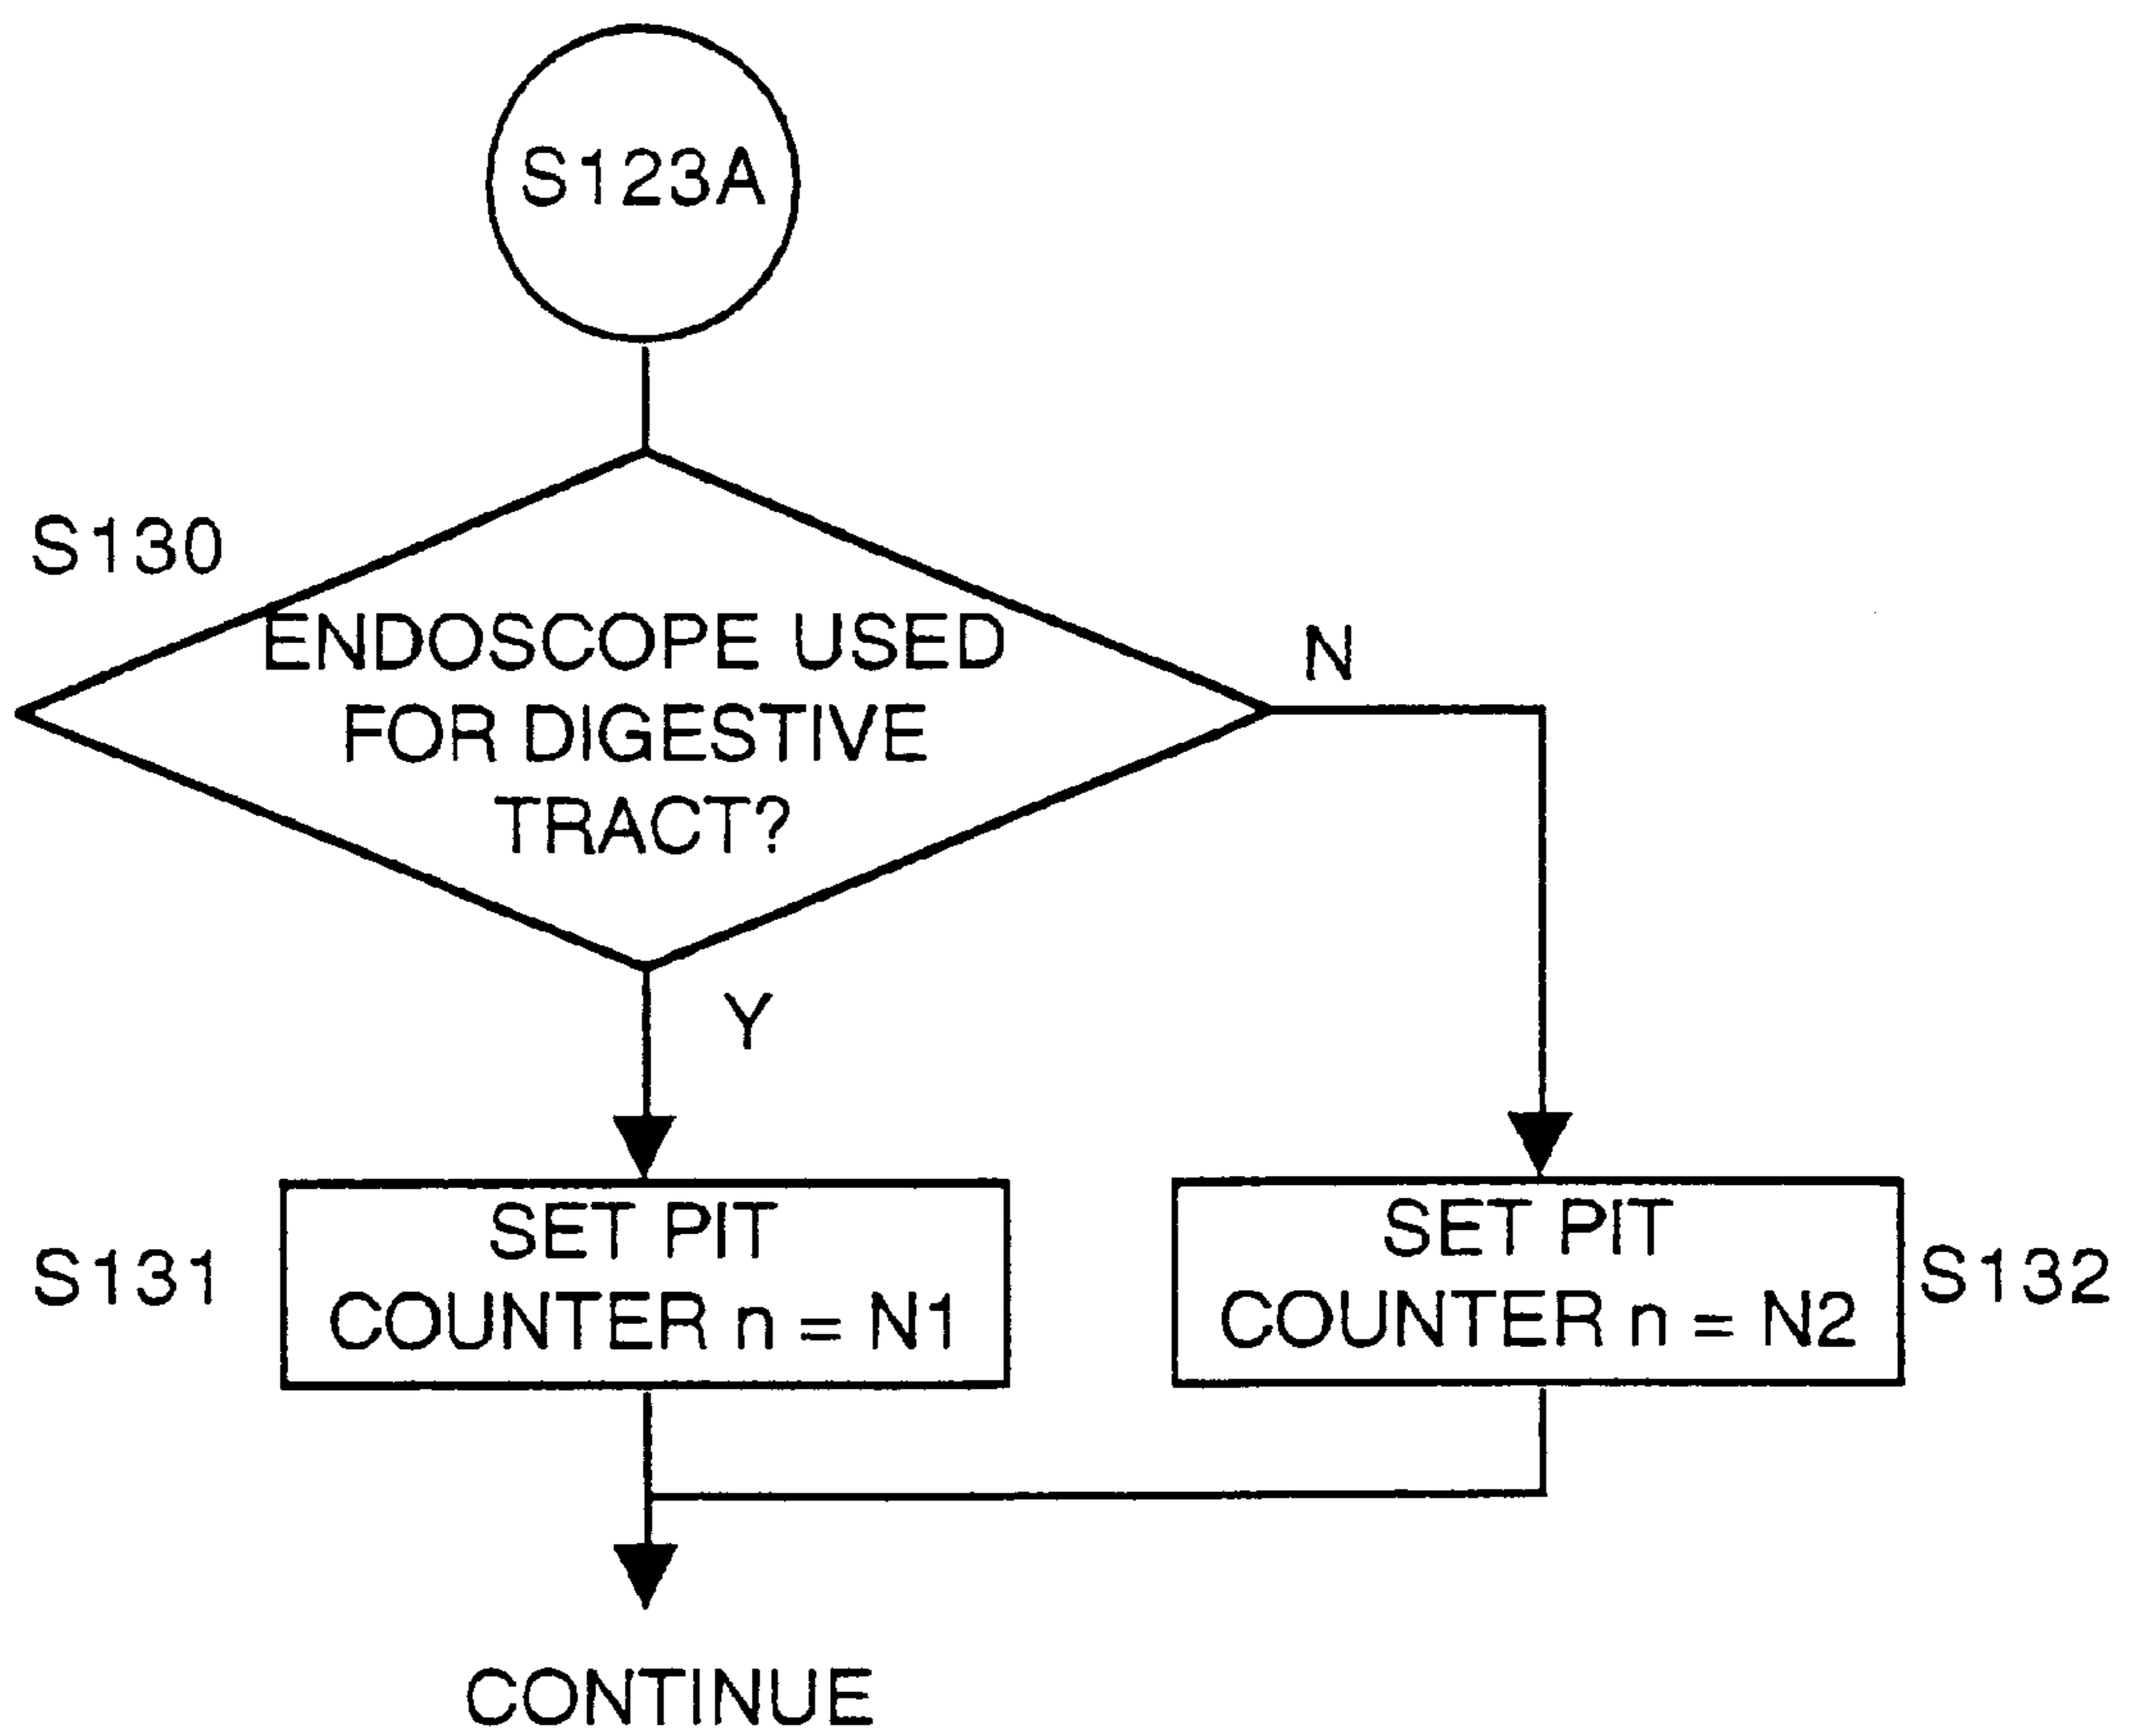 S123A
S130
ENDOSCOPE USED
FOR DIGESTIVE
TRACT?
N
Y
S131
SET PIT
COUNTER n = N1
SET PIT
COUNTER n = N2
S132
CONTINUE